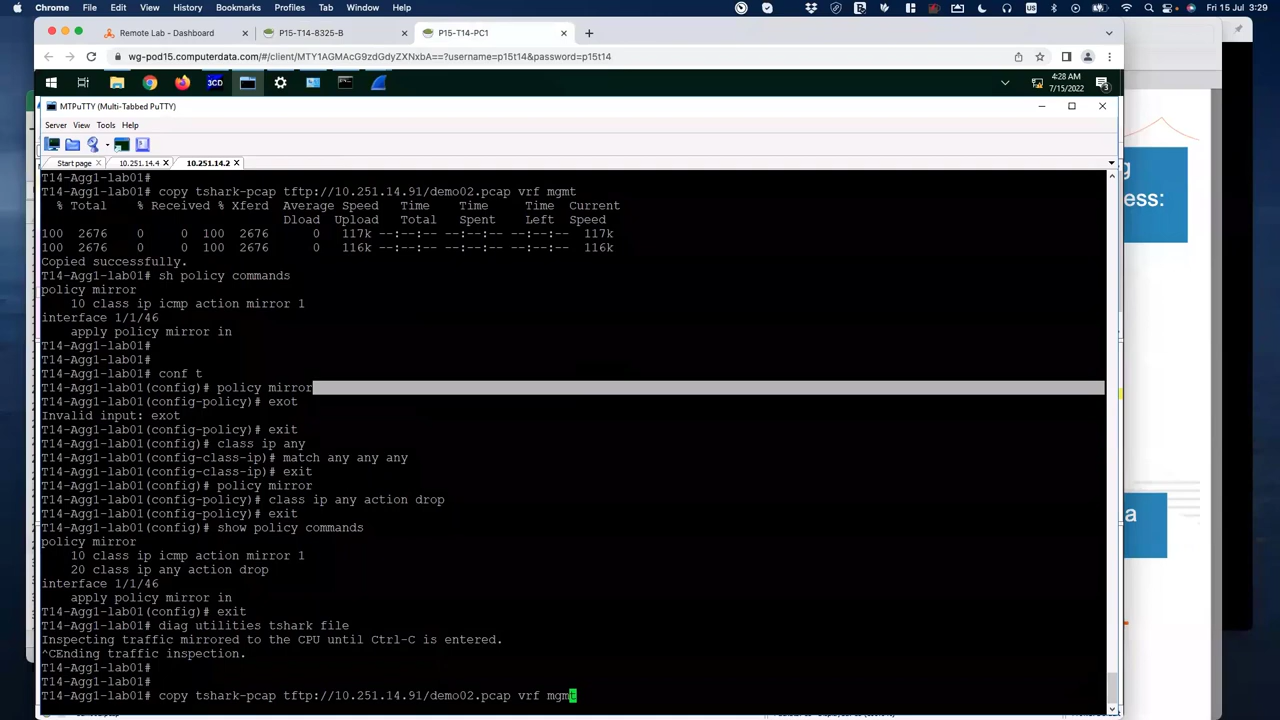 Chrome File Edit View History Bookmarks Profiles Tab Window Help Fri 15 Jul 3:29
Remote Lab - Dashboard P15-T14-8325-B P15-T14-PC1
wg-pod15.computerdata.com/#/client/MTY1AGMAcG9zdGdyZXNxbA==?username=p15t14&password=p15t14
4:28 AM
7/15/2022
MTPuTTY (Multi-Tabbed PuTTY)
Server View Tools Help
Start page 10.251.14.4 10.251.14.2
T14-Agg1-lab01#
T14-Agg1-lab01# copy tshark-pcap tftp://10.251.14.91/demo02.pcap vrf mgmt
% Total % Received % Xferd Average Speed Time Time Time Current
Dload Upload Total Spent Left Speed
100 2676 0 0 100 2676 0 117k --:--:-- --:--:-- --:--:-- 117k
100 2676 0 0 100 2676 0 116k --:--:-- --:--:-- --:--:-- 116k
Copied successfully.
T14-Agg1-lab01# sh policy commands
policy mirror
10 class ip icmp action mirror 1
interface 1/1/46
apply policy mirror in
T14-Agg1-lab01#
T14-Agg1-lab01#
T14-Agg1-lab01# conf t
T14-Agg1-lab01(config)# policy mirror
T14-Agg1-lab01(config-policy)# exot
Invalid input: exot
T14-Agg1-lab01(config-policy)# exit
T14-Agg1-lab01(config)# class ip any
T14-Agg1-lab01(config-class-ip)# match any any any
T14-Agg1-lab01(config-class-ip)# exit
T14-Agg1-lab01(config)# policy mirror
T14-Agg1-lab01(config-policy)# class ip any action drop
T14-Agg1-lab01(config-policy)# exit
T14-Agg1-lab01(config)# show policy commands
policy mirror
10 class ip icmp action mirror 1
20 class ip any action drop
interface 1/1/46
apply policy mirror in
T14-Agg1-lab01(config)# exit
T14-Agg1-lab01# diag utilities tshark file
Inspecting traffic mirrored to the CPU until Ctrl-C is entered.
^CEnding traffic inspection.
T14-Agg1-lab01#
T14-Agg1-lab01#
T14-Agg1-lab01# copy tshark-pcap tftp://10.251.14.91/demo02.pcap vrf mgmt
g
ess:
a